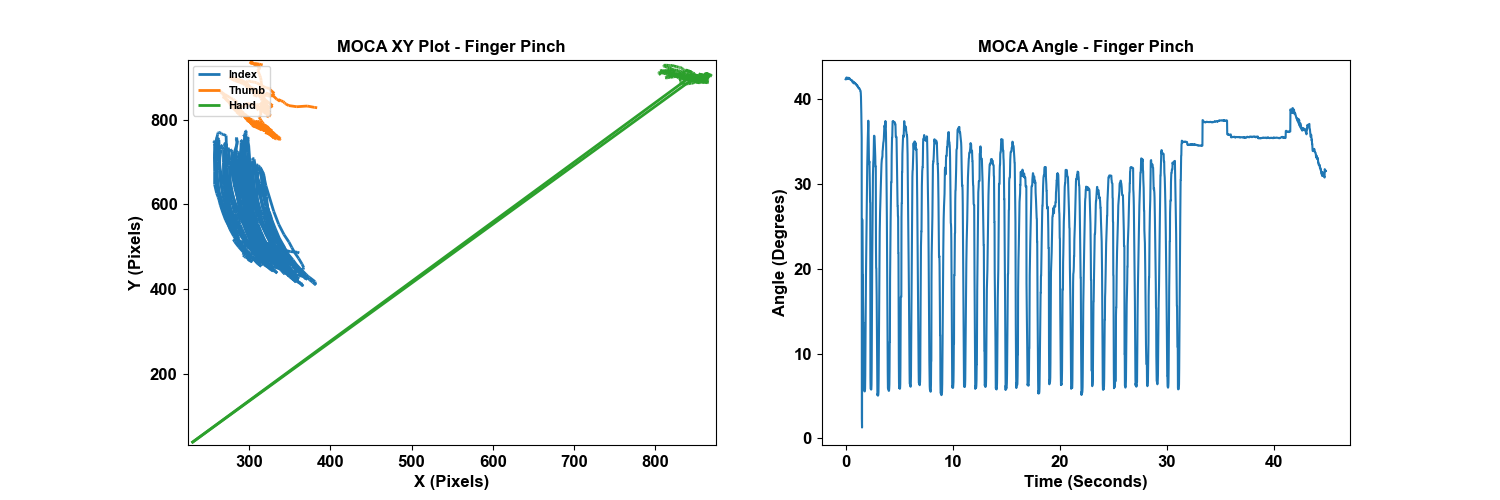 MOCA XY Plot - Finger Pinch
Index
Thumb
Hand
800
600
400
200
300 400 500 600 700 800
Y (Pixels)
X (Pixels)
MOCA Angle - Finger Pinch
40
30
20
10
0
0 10 20 30 40
Angle (Degrees)
Time (Seconds)